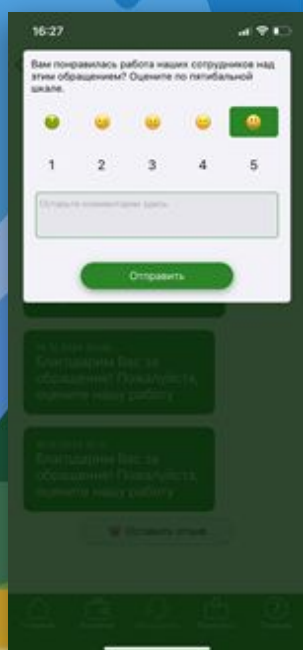 16:27
Вам понравилась работа наших сотрудников над
этим обращением? Оцените по пятибальной
шкале.
1 2 3 4 5
Оставьте комментарии здесь
Отправить
Благодарим Вас за
обращение! Пожалуйста,
оцените нашу работу
Благодарим Вас за
обращение! Пожалуйста,
оцените нашу работу
Оставить отзыв